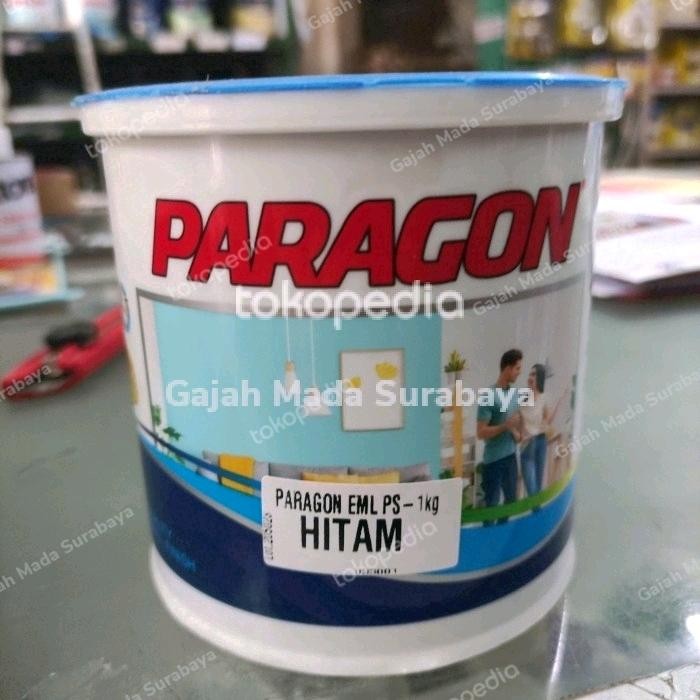 PARAGON
tokopedia
Gajah Mada Surabaya
PARAGON EML PS - 1kg
HITAM